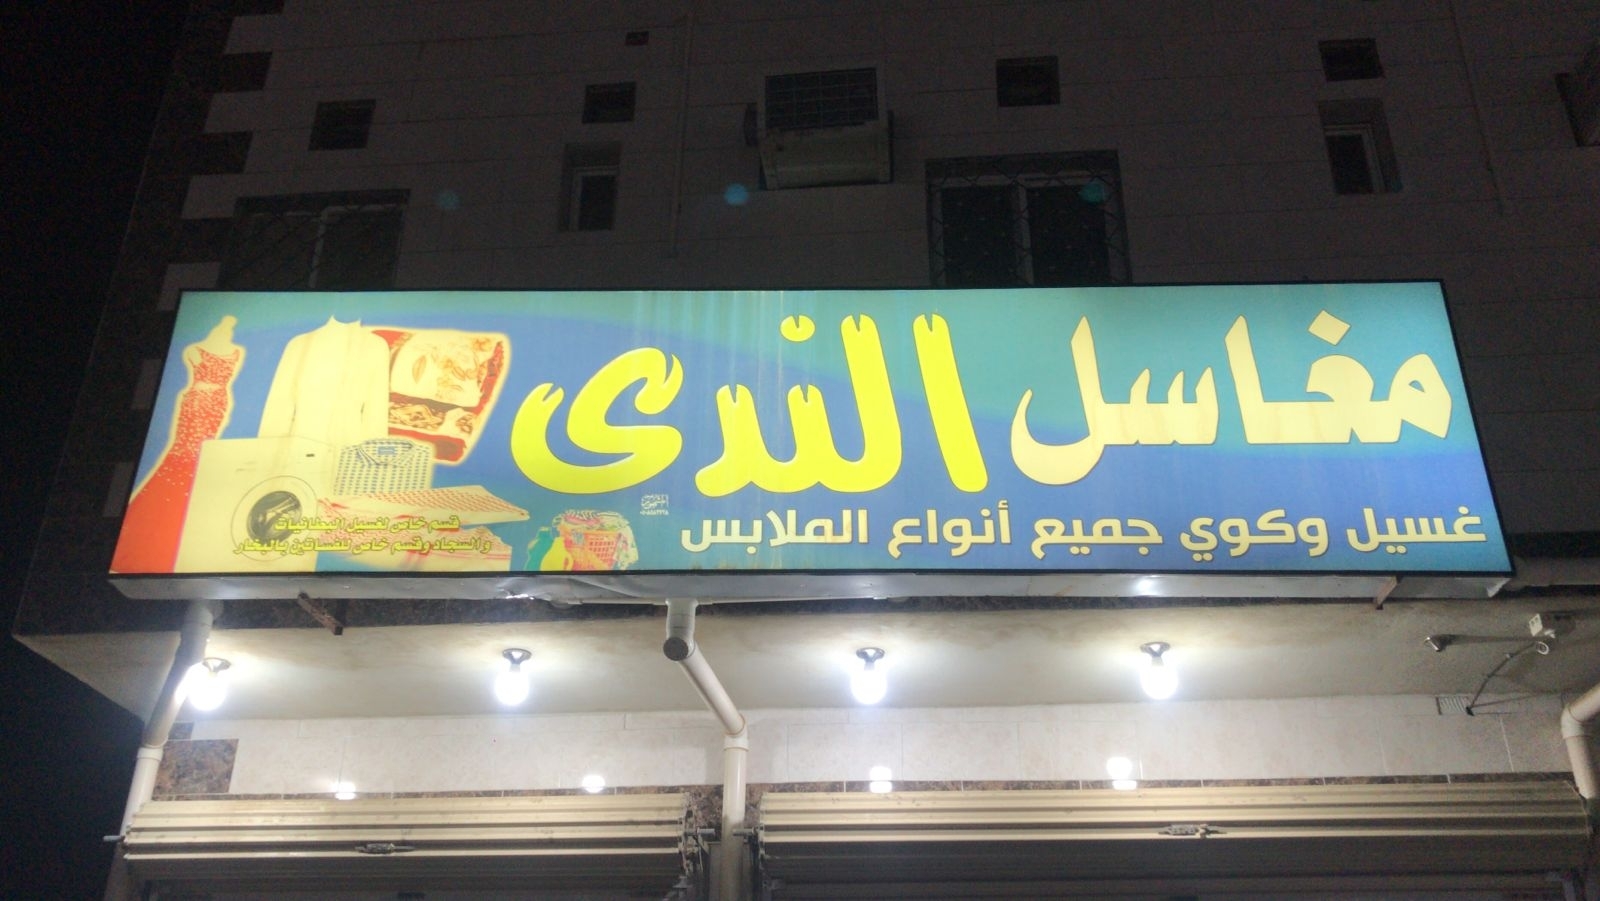 مغاسل الندى
غسيل وكوي جميع أنواع الملابس
قسم خاص لغسيل البطانيات
والسجاد وقسم خاص للفساتين بالبخار